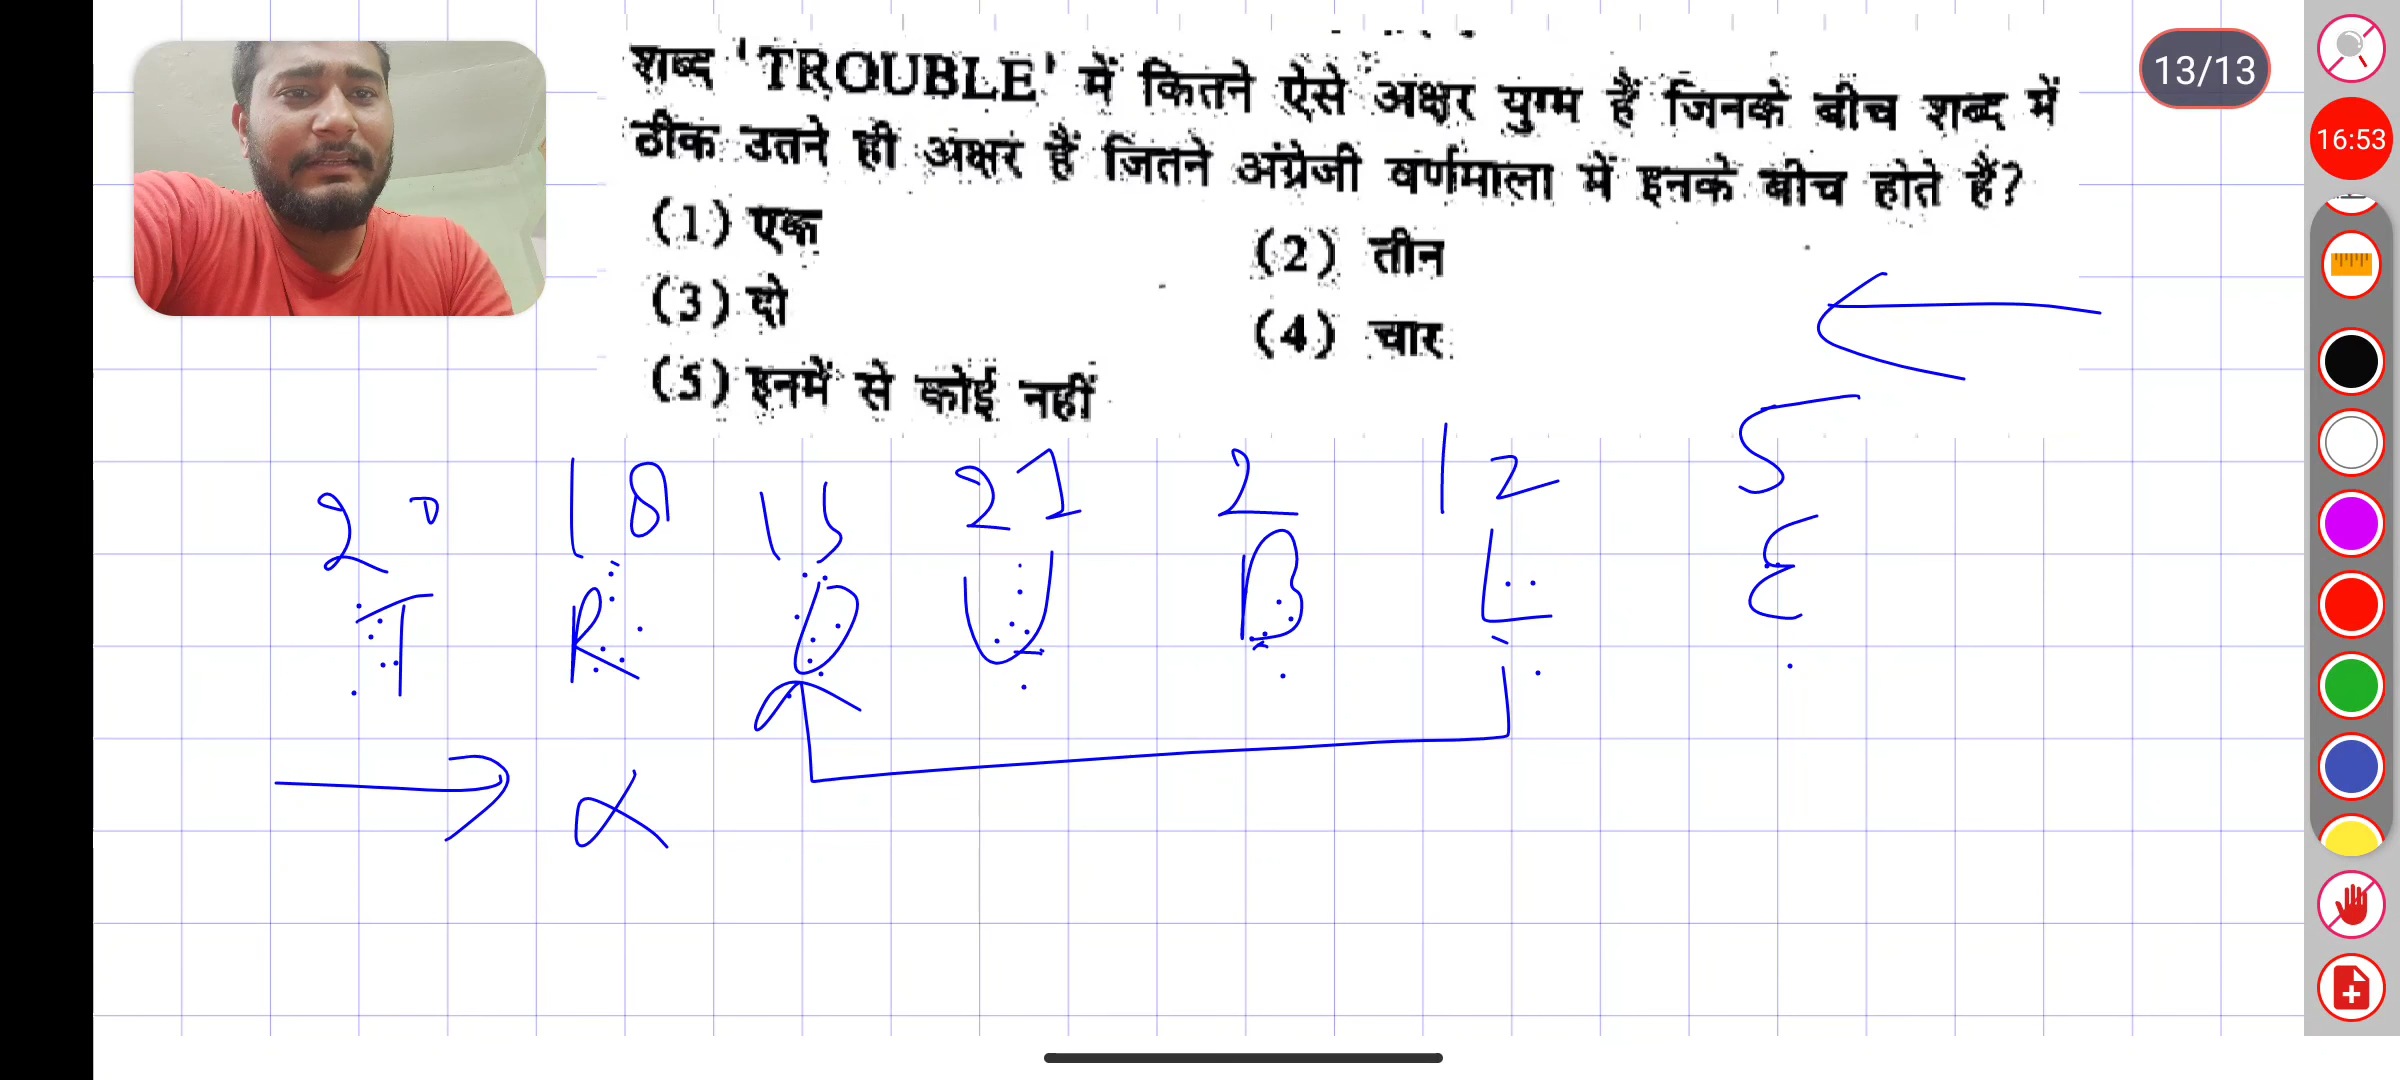 13/13
16:53
शब्द 'TROUBLE' में कितने ऐसे अक्षर युग्म हैं जिनके बीच शब्द में
ठीक उतने ही अक्षर हैं जितने अंग्रेजी वर्णमाला में इनके बीच होते हैं?
(1) एक
(2) तीन
(3) दो
(4) चार
(5) इनमें से कोई नहीं
20 18 15 21 2 12 5
T R O U B L E